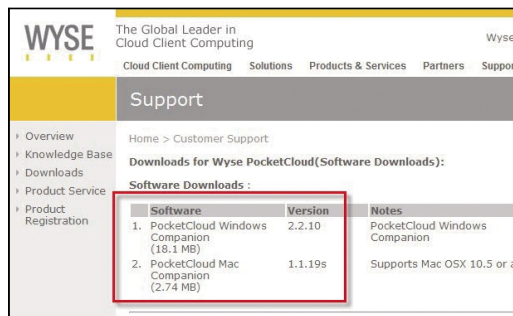 WYSE
The Global Leader in
Cloud Client Computing
Wyse
Cloud Client Computing Solutions Products & Services Partners Suppor
Support
Overview
Knowledge Base
Downloads
Product Service
Product
Registration
Home > Customer Support
Downloads for Wyse PocketCloud(Software Downloads):
Software Downloads :
Software Version Notes
1. PocketCloud Windows 2.2.10 PocketCloud Windows
Companion Companion
(18.1 MB)
2. PocketCloud Mac 1.1.19s Supports Mac OSX 10.5 or a
Companion
(2.74 MB)